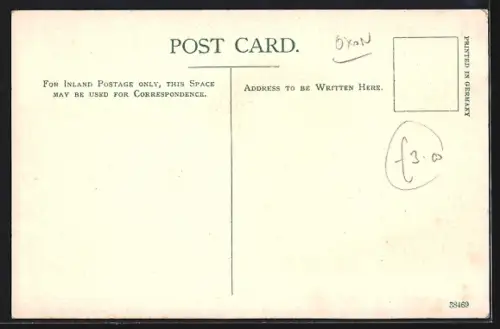 POST CARD.
FOR INLAND POSTAGE ONLY, THIS SPACE
MAY BE USED FOR CORRESPONDENCE.
ADDRESS TO BE WRITTEN HERE.
PRINTED IN GERMANY
£3.00
38469